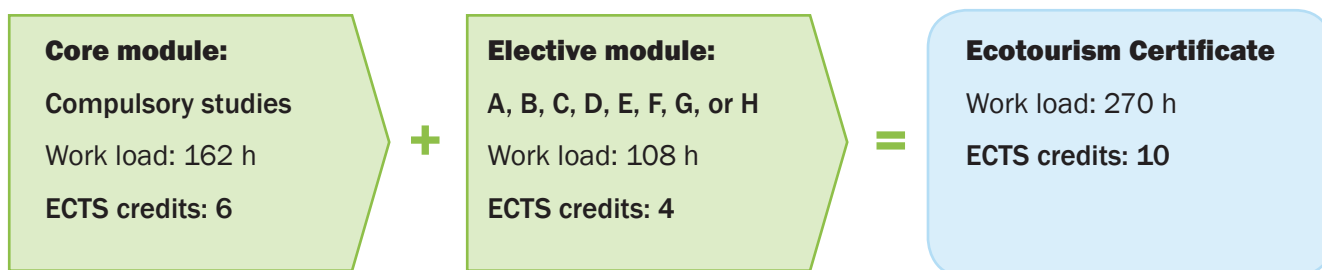 Core module:
Compulsory studies
Work load: 162 h
ECTS credits: 6
+
Elective module:
A, B, C, D, E, F, G, or H
Work load: 108 h
ECTS credits: 4
=
Ecotourism Certificate
Work load: 270 h
ECTS credits: 10